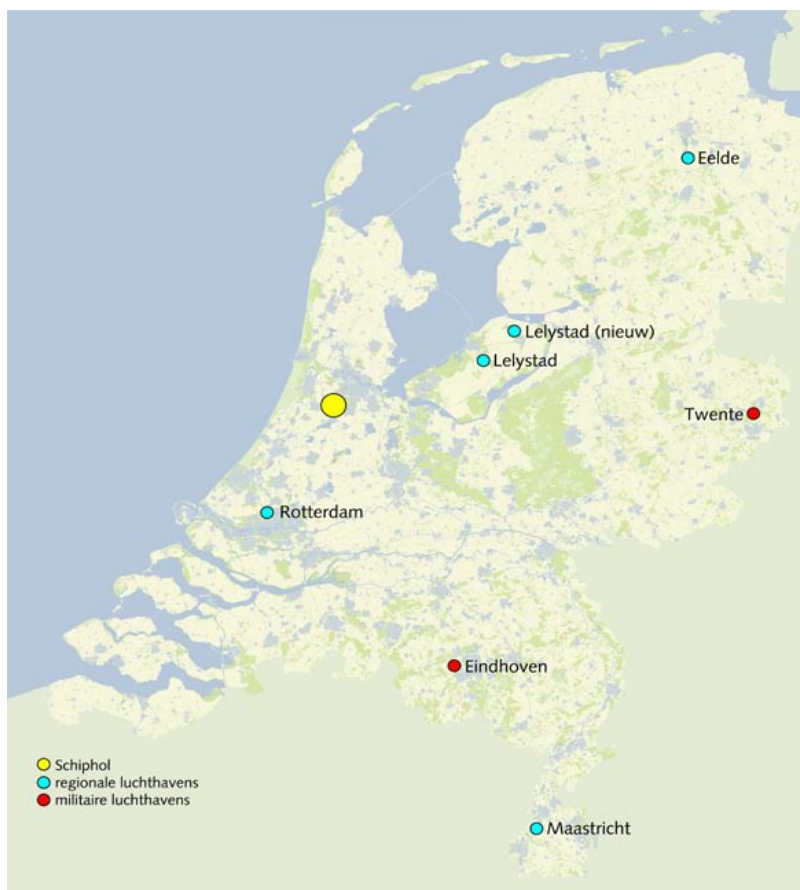 Eelde
Lelystad (nieuw)
Lelystad
Twente
Rotterdam
Eindhoven
Schiphol
regionale luchthavens
militaire luchthavens
Maastricht